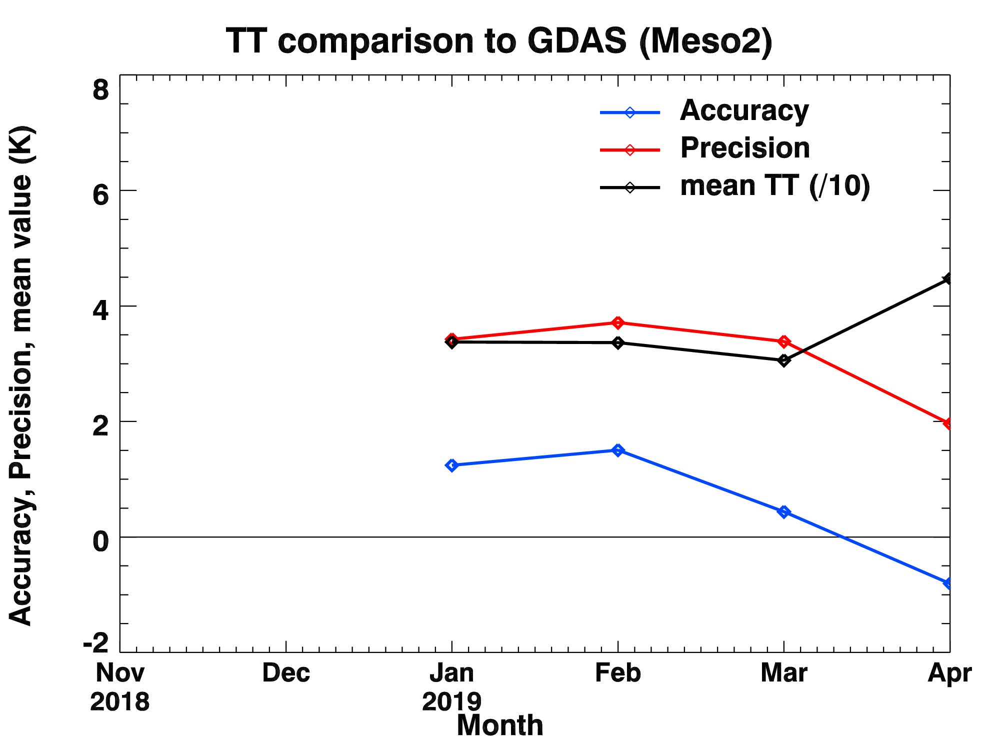 TT comparison to GDAS (Meso2)
Accuracy, Precision, mean value (K)
8
6
4
2
0
-2
Accuracy
Precision
mean TT (/10)
Nov Dec Jan Feb Mar Apr
2018 2019
Month